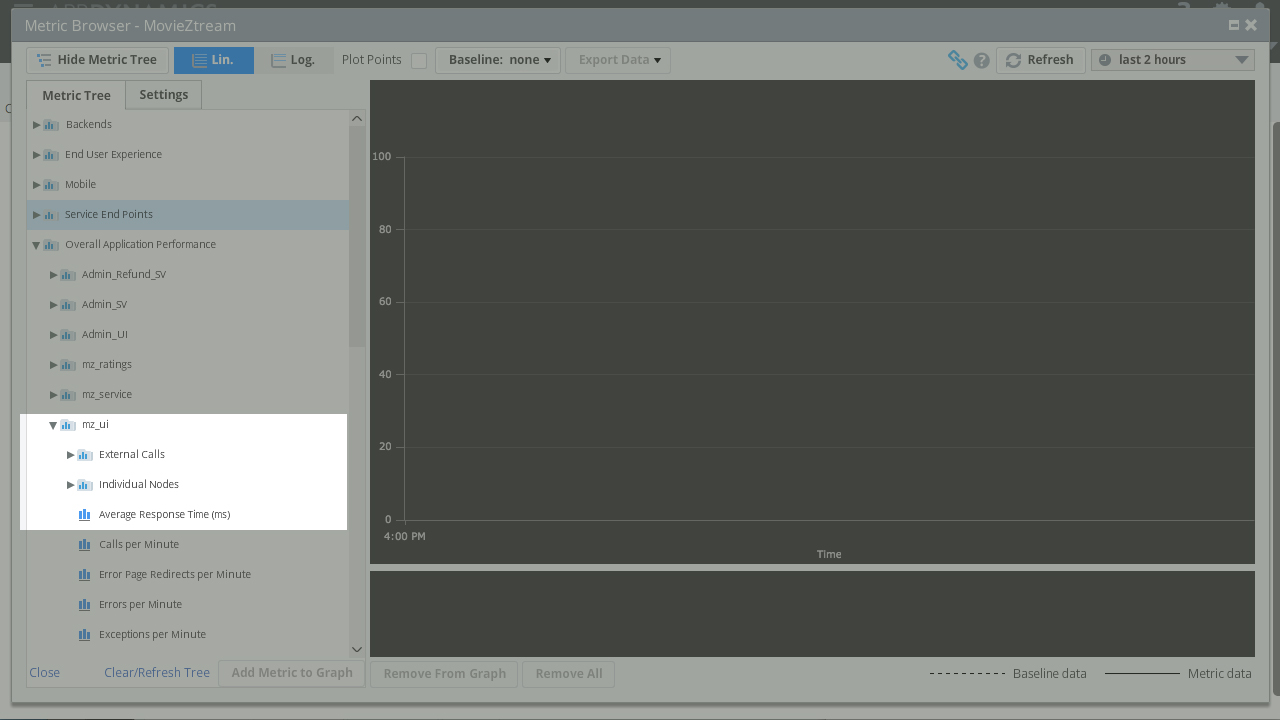 Metric Browser - MovieZtream
Hide Metric Tree Lin. Log. Plot Points Baseline: none Export Data ? Refresh last 2 hours
Metric Tree Settings
Backends
End User Experience
Mobile
Service End Points
Overall Application Performance
Admin_Refund_SV
Admin_SV
Admin_UI
mz_ratings
mz_service
mz_ui
External Calls
Individual Nodes
Average Response Time (ms)
Calls per Minute
Error Page Redirects per Minute
Errors per Minute
Exceptions per Minute
100
80
60
40
20
0
4:00 PM
Time
Close Clear/Refresh Tree Add Metric to Graph Remove From Graph Remove All Baseline data Metric data